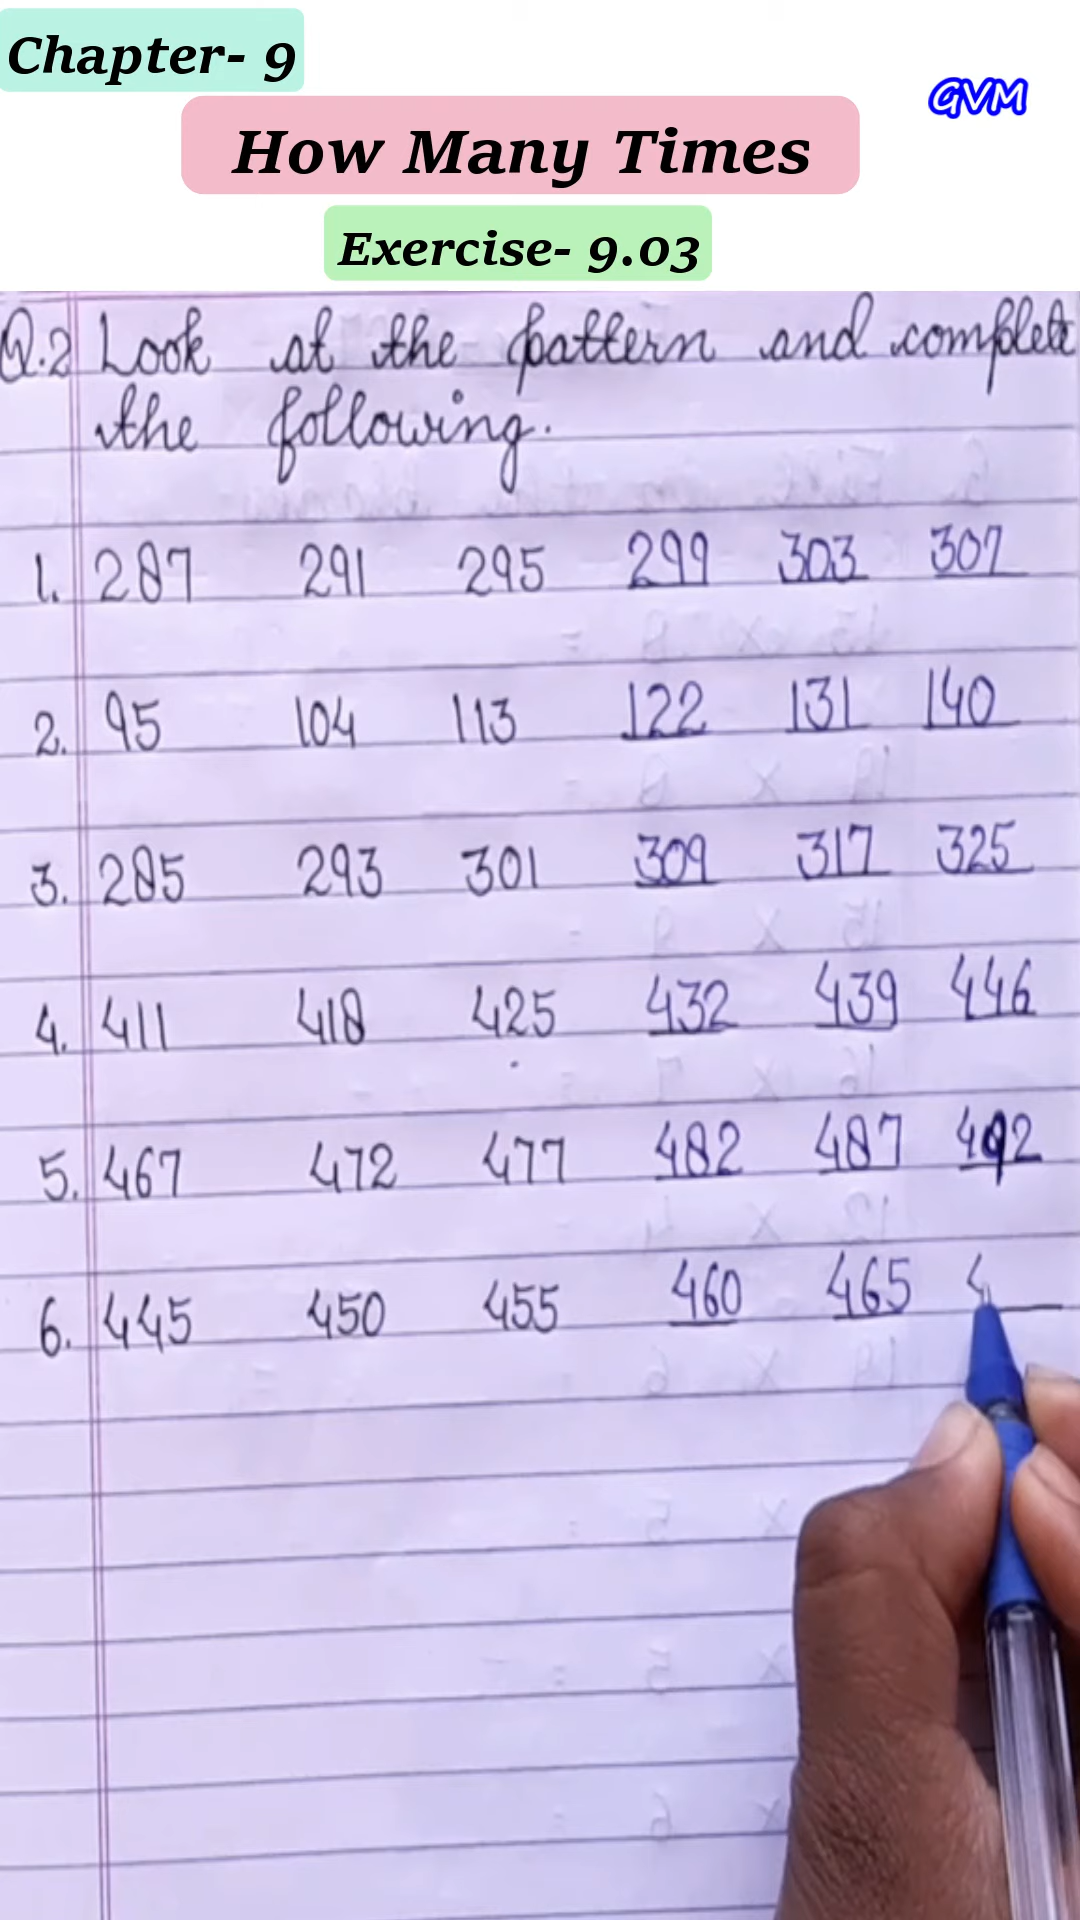 Chapter- 9
GVM
How Many Times
Exercise- 9.03
Q.2 Look at the pattern and complete
the following.
1. 287 291 295 299 303 307
2. 95 104 113 122 131 140
3. 285 293 301 309 317 325
4. 411 418 425 432 439 446
5. 467 472 477 482 487 492
6. 445 450 455 460 465 4